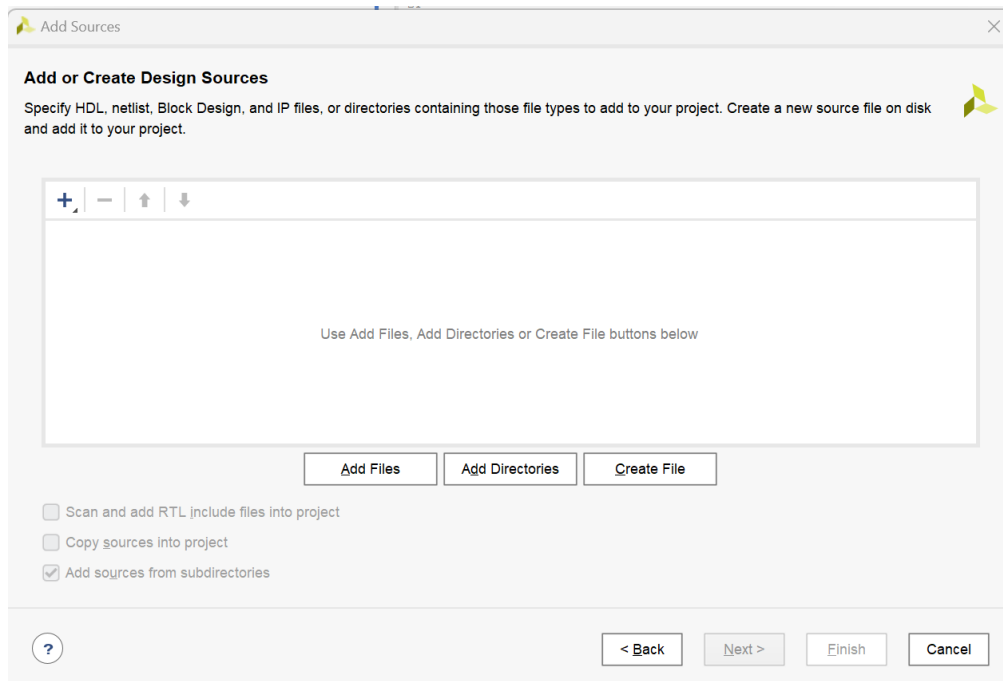 Add Sources
Add or Create Design Sources
Specify HDL, netlist, Block Design, and IP files, or directories containing those file types to add to your project. Create a new source file on disk
and add it to your project.
Use Add Files, Add Directories or Create File buttons below
Add Files
Add Directories
Create File
Scan and add RTL include files into project
Copy sources into project
Add sources from subdirectories
?
< Back
Next >
Finish
Cancel